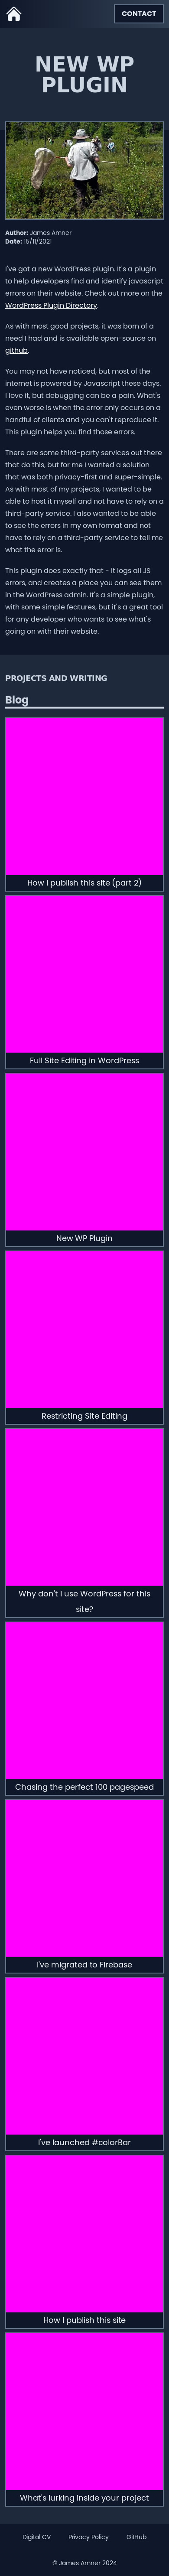 CONTACT
NEW WP
PLUGIN
Author: James Amner
Date: 15/11/2021
I've got a new WordPress plugin. It's a plugin
to help developers find and identify javascript
errors on their website. Check out more on the
WordPress Plugin Directory.
As with most good projects, it was born of a
need I had and is available open-source on
github.
You may not have noticed, but most of the
internet is powered by Javascript these days.
I love it, but debugging can be a pain. What's
even worse is when the error only occurs on a
handful of clients and you can't reproduce it.
This plugin helps you find those errors.
There are some third-party services out there
that do this, but for me I wanted a solution
that was both privacy-first and super-simple.
As with most of my projects, I wanted to be
able to host it myself and not have to rely on a
third-party service. I also wanted to be able
to see the errors in my own format and not
have to rely on a third-party service to tell me
what the error is.
This plugin does exactly that - it logs all JS
errors, and creates a place you can see them
in the WordPress admin. It's a simple plugin,
with some simple features, but it's a great tool
for any developer who wants to see what's
going on with their website.
PROJECTS AND WRITING
Blog
How I publish this site (part 2)
Full Site Editing in WordPress
New WP Plugin
Restricting Site Editing
Why don't I use WordPress for this
site?
Chasing the perfect 100 pagespeed
I've migrated to Firebase
I've launched #colorBar
How I publish this site
What's lurking inside your project
Digital CV Privacy Policy GitHub
© James Amner 2024